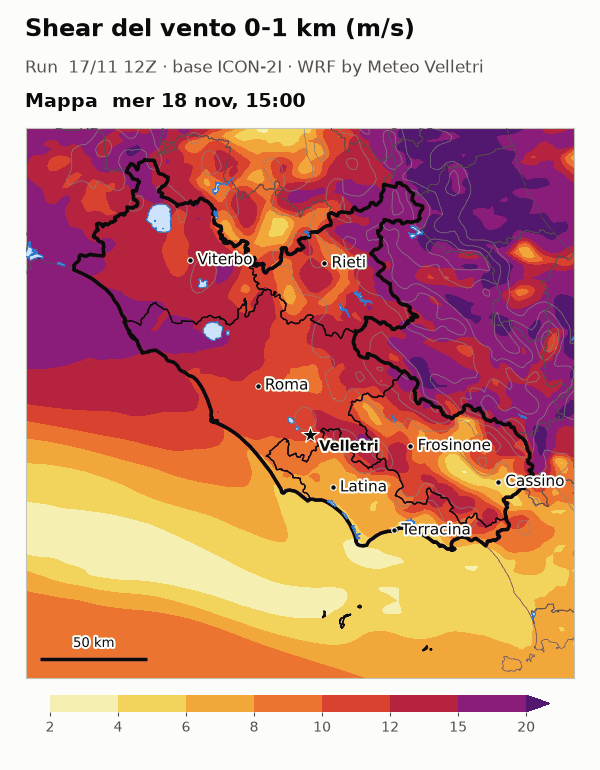 Shear del vento 0-1 km (m/s)
Run 17/11 12Z · base ICON-2I · WRF by Meteo Velletri
Mappa mer 18 nov, 15:00
Viterbo
Rieti
Roma
Velletri
Frosinone
Latina
Cassino
Terracina
50 km
2 4 6 8 10 12 15 20